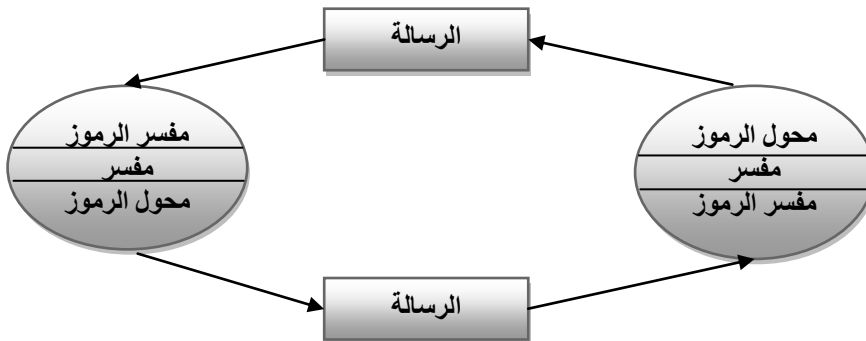 الرسالة
محول الرموز
مفسر
مفسر الرموز
مفسر الرموز
مفسر
محول الرموز
الرسالة